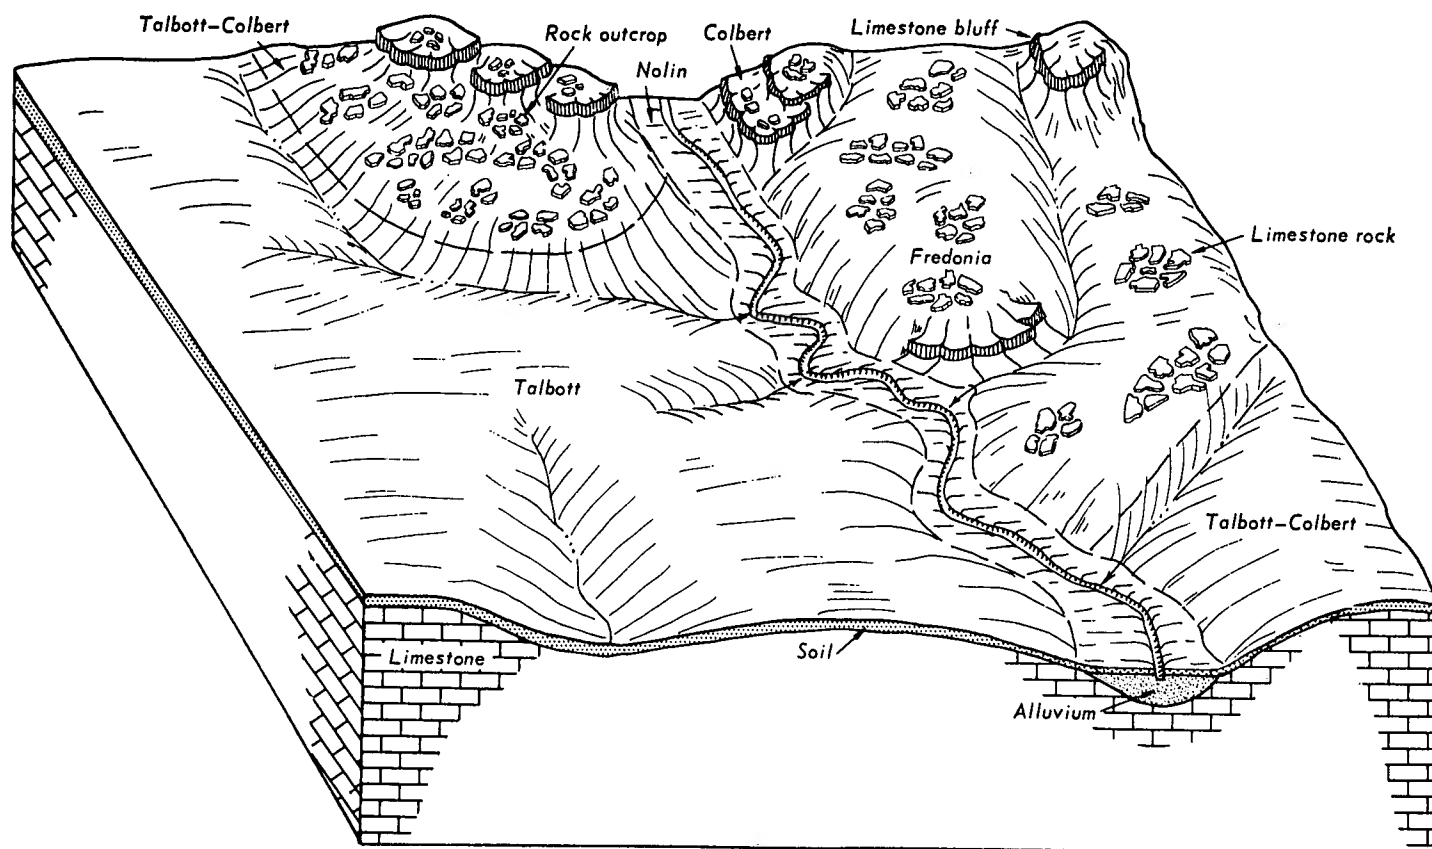 Talbott-Colbert
Rock outcrop
Colbert
Limestone bluff
Nolin
Limestone rock
Fredonia
Talbott
Talbott-Colbert
Limestone
Soil
Alluvium